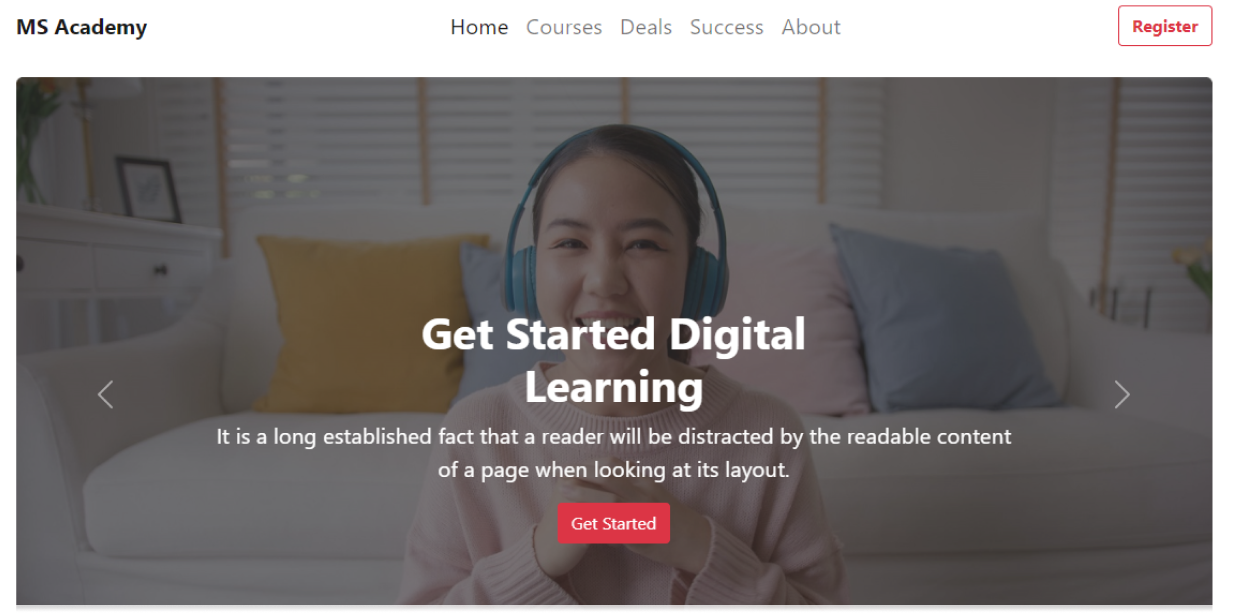 MS Academy
Home Courses Deals Success About
Register
Get Started Digital
Learning
It is a long established fact that a reader will be distracted by the readable content
of a page when looking at its layout.
Get Started